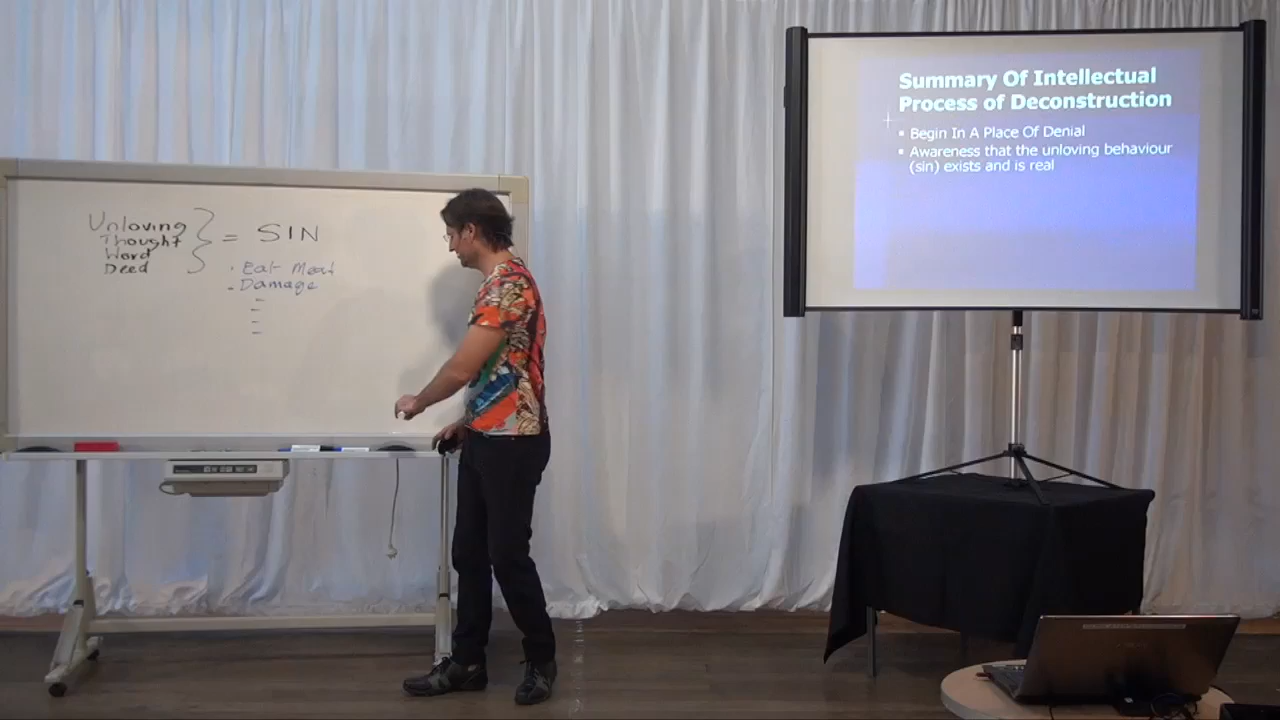 Unloving
Thought
Word
Deed
= SIN
· Eat Meat
- Damage
Summary Of Intellectual
Process of Deconstruction
▪ Begin In A Place Of Denial
▪ Awareness that the unloving behaviour
(sin) exists and is real